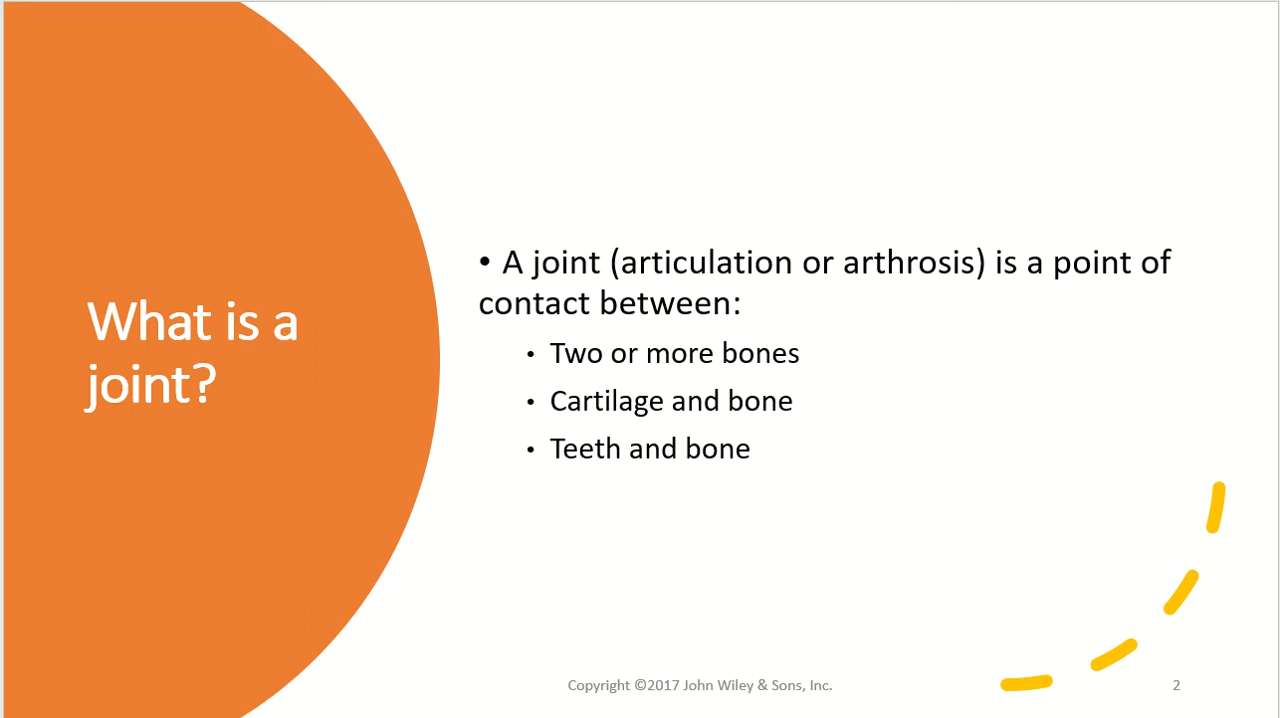 What is a
joint?
• A joint (articulation or arthrosis) is a point of
contact between:
• Two or more bones
• Cartilage and bone
• Teeth and bone
Copyright ©2017 John Wiley & Sons, Inc.
2